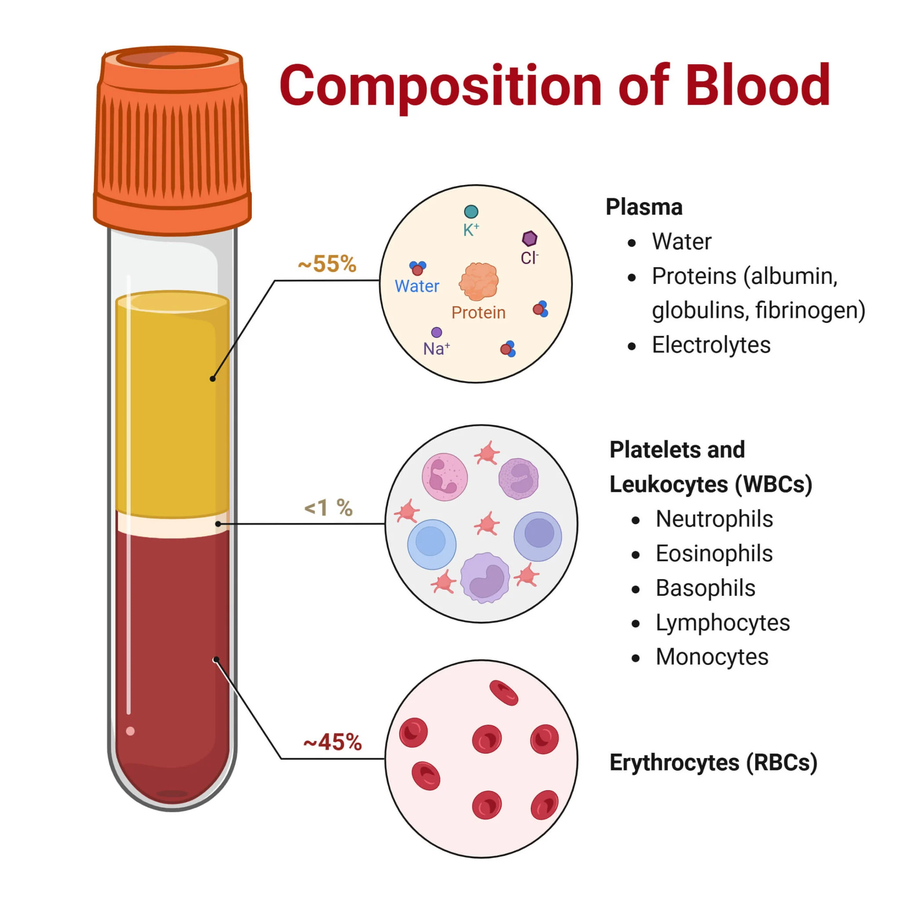 Composition of Blood
~55%
K⁺
Cl⁻
Water
Protein
Na⁺
Plasma
• Water
• Proteins (albumin,
globulins, fibrinogen)
• Electrolytes
<1 %
Platelets and
Leukocytes (WBCs)
• Neutrophils
• Eosinophils
• Basophils
• Lymphocytes
• Monocytes
~45%
Erythrocytes (RBCs)